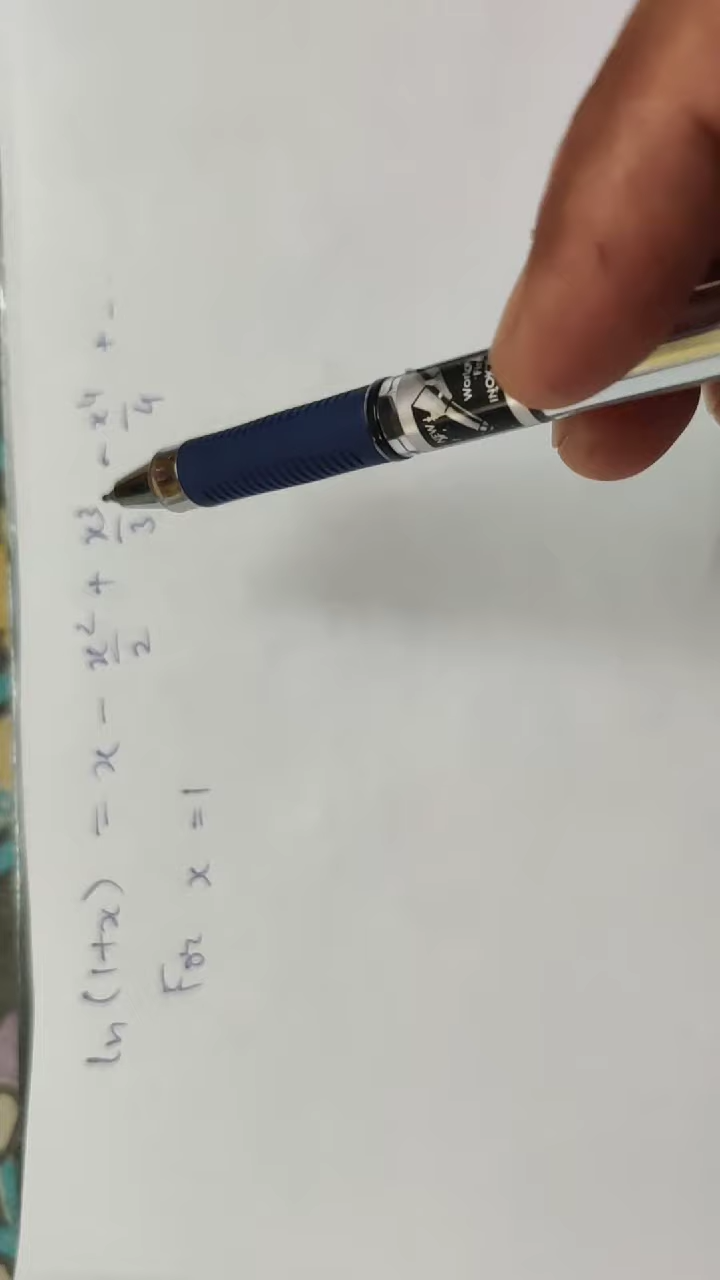 ln(1+x) = x - x²/2 + x³/3 - x⁴/4 + - -
For x = 1